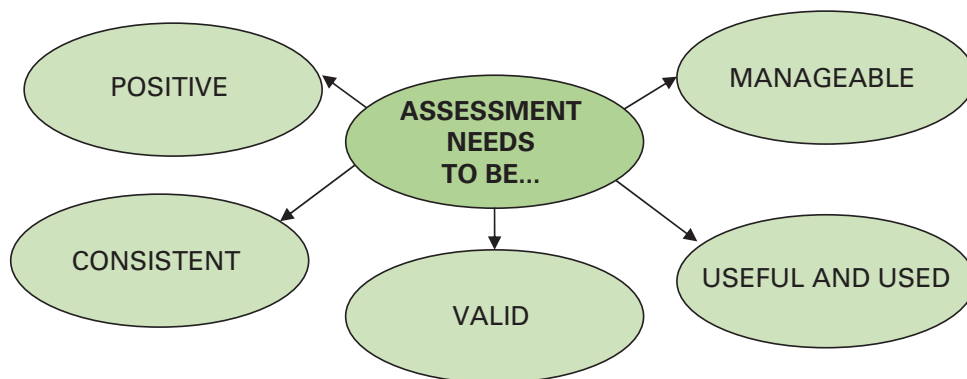 POSITIVE
MANAGEABLE
ASSESSMENT
NEEDS
TO BE...
CONSISTENT
USEFUL AND USED
VALID